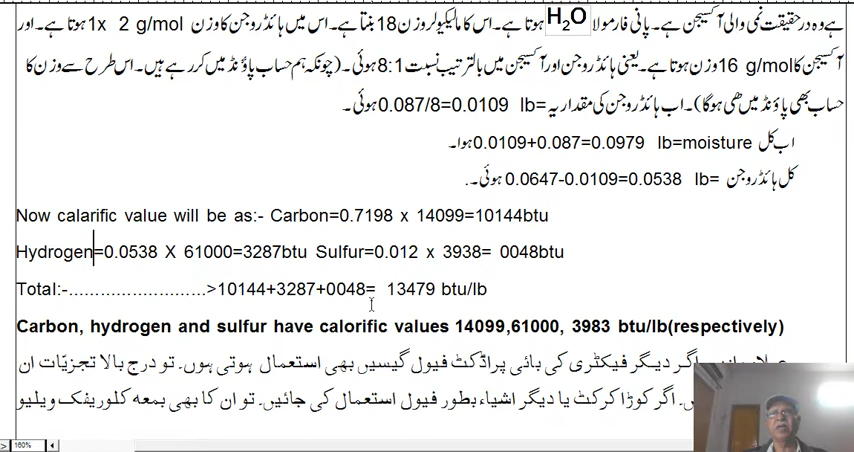 ہے وہ در حقیقت نمی والی آکسیجن ہے۔ پانی فارمولا H2O ہوتا ہے۔ اس کا مالیکیولر وزن 18 بنتا ہے۔ اس میں ہائڈروجن کا وزن 1x 2 g/mol ہوتا ہے۔ اور
آکسیجن کا 16 g/mol وزن ہوتا ہے۔ یعنی ہائڈروجن اور آکسیجن میں بالترتیب نسبت 8:1 ہوئی۔ (چونکہ ہم حساب پاؤنڈ میں کر رہے ہیں۔ اس طرح سے وزن کا
حساب بھی پاؤنڈ میں ھی ہوگا)۔ اب ہائڈروجن کی مقدار یہ =0.087/8=0.0109 lb ہوئی۔
اب کل 0.0109+0.087=0.0979 lb=moisture ہوا۔
کل ہائڈروجن =0.0647-0.0109=0.0538 lb ہوئی۔
Now calarific value will be as:- Carbon=0.7198 x 14099=10144btu
Hydrogen=0.0538 X 61000=3287btu Sulfur=0.012 x 3938= 0048btu
Total:-.........................>10144+3287+0048= 13479 btu/lb
Carbon, hydrogen and sulfur have calorific values 14099,61000, 3983 btu/lb(respectively)
اگر دیگر فیکٹری کی بائی پراڈکٹ فیول گیسیں بھی استعمال ہوتی ہوں۔ تو درج بالا تجزیّات ان
۔ اگر کوڑا کرکٹ یا دیگر اشیاء بطور فیول استعمال کی جائیں۔ تو ان کا بھی بمعه کلوریفک ویلیو
160%